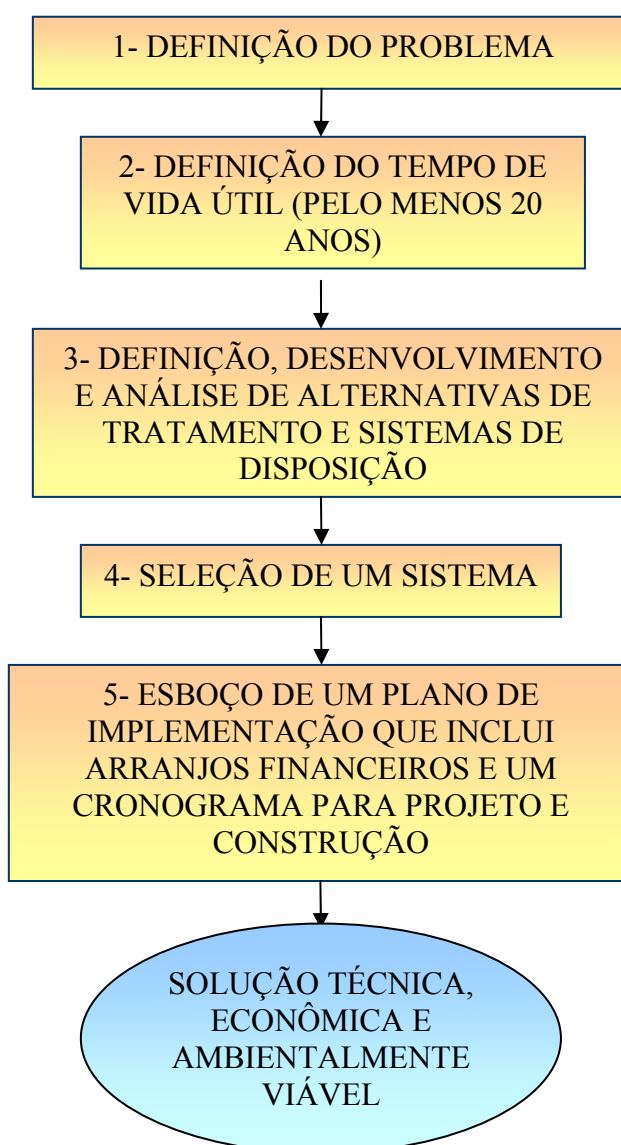 1- DEFINIÇÃO DO PROBLEMA
2- DEFINIÇÃO DO TEMPO DE
VIDA ÚTIL (PELO MENOS 20
ANOS)
3- DEFINIÇÃO, DESENVOLVIMENTO
E ANÁLISE DE ALTERNATIVAS DE
TRATAMENTO E SISTEMAS DE
DISPOSIÇÃO
4- SELEÇÃO DE UM SISTEMA
5- ESBOÇO DE UM PLANO DE
IMPLEMENTAÇÃO QUE INCLUI
ARRANJOS FINANCEIROS E UM
CRONOGRAMA PARA PROJETO E
CONSTRUÇÃO
SOLUÇÃO TÉCNICA,
ECONÔMICA E
AMBIENTALMENTE
VIÁVEL